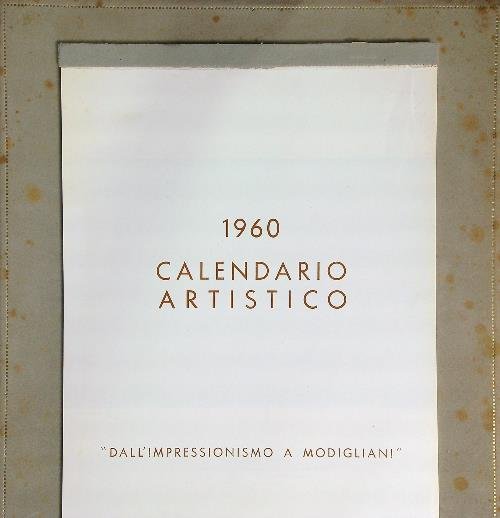 1960
CALENDARIO
ARTISTICO
"DALL'IMPRESSIONISMO A MODIGLIANI"